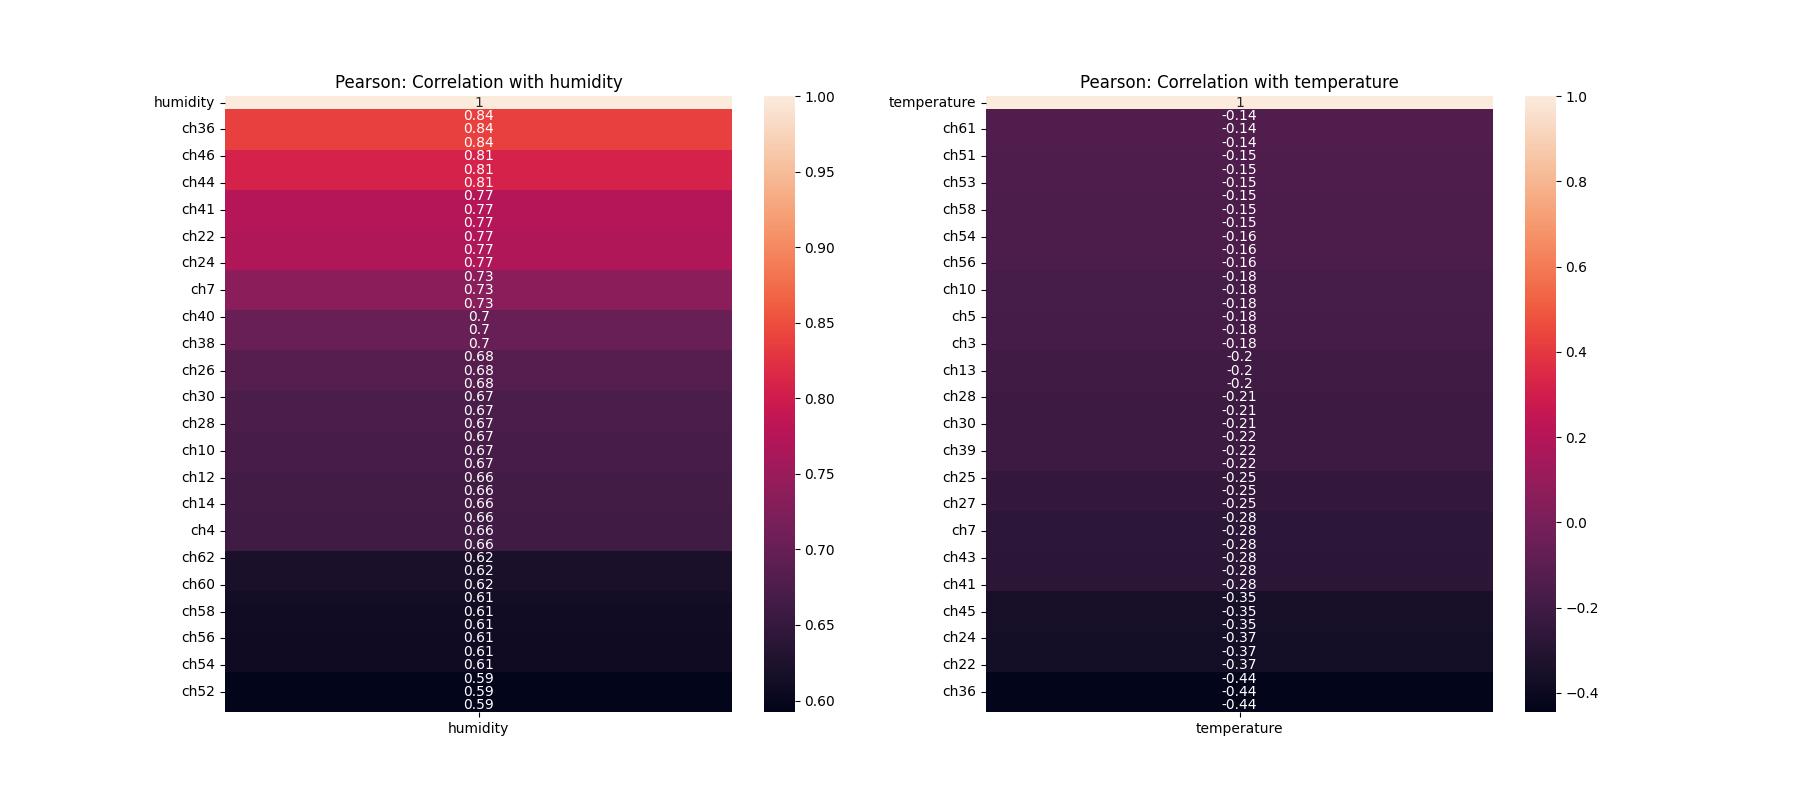 Pearson: Correlation with humidity
humidity
1
0.84
ch36
0.84
0.84
ch46
0.81
0.81
ch44
0.81
0.77
ch41
0.77
0.77
ch22
0.77
0.77
ch24
0.77
0.73
ch7
0.73
0.73
ch40
0.7
0.7
ch38
0.7
0.68
ch26
0.68
0.68
ch30
0.67
0.67
ch28
0.67
0.67
ch10
0.67
0.67
ch12
0.66
0.66
ch14
0.66
0.66
ch4
0.66
0.66
ch62
0.62
0.62
ch60
0.62
0.61
ch58
0.61
0.61
ch56
0.61
0.61
ch54
0.61
0.59
ch52
0.59
0.59
humidity
1.00
0.95
0.90
0.85
0.80
0.75
0.70
0.65
0.60
Pearson: Correlation with temperature
temperature
1
-0.14
ch61
-0.14
-0.14
ch51
-0.15
-0.15
ch53
-0.15
-0.15
ch58
-0.15
-0.15
ch54
-0.16
-0.16
ch56
-0.16
-0.18
ch10
-0.18
-0.18
ch5
-0.18
-0.18
ch3
-0.18
-0.2
ch13
-0.2
-0.2
ch28
-0.21
-0.21
ch30
-0.21
-0.22
ch39
-0.22
-0.22
ch25
-0.25
-0.25
ch27
-0.25
-0.28
ch7
-0.28
-0.28
ch43
-0.28
-0.28
ch41
-0.28
-0.35
ch45
-0.35
-0.35
ch24
-0.37
-0.37
ch22
-0.37
-0.44
ch36
-0.44
-0.44
temperature
1.0
0.8
0.6
0.4
0.2
0.0
−0.2
−0.4